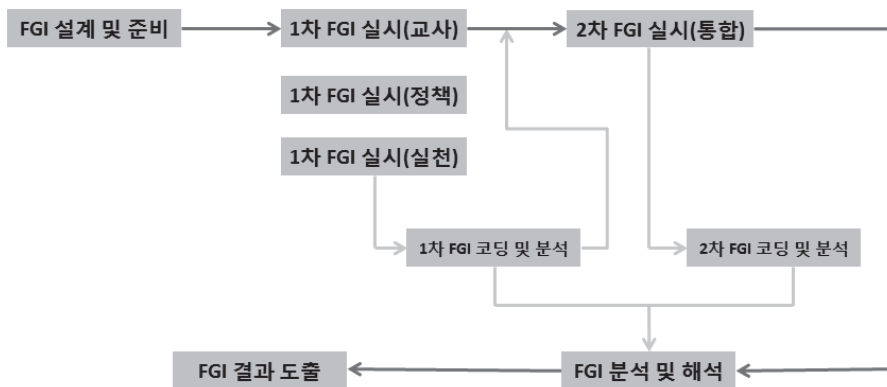 FGI 설계 및 준비
1차 FGI 실시(교사)
2차 FGI 실시(통합)
1차 FGI 실시(정책)
1차 FGI 실시(실천)
1차 FGI 코딩 및 분석
2차 FGI 코딩 및 분석
FGI 결과 도출
FGI 분석 및 해석